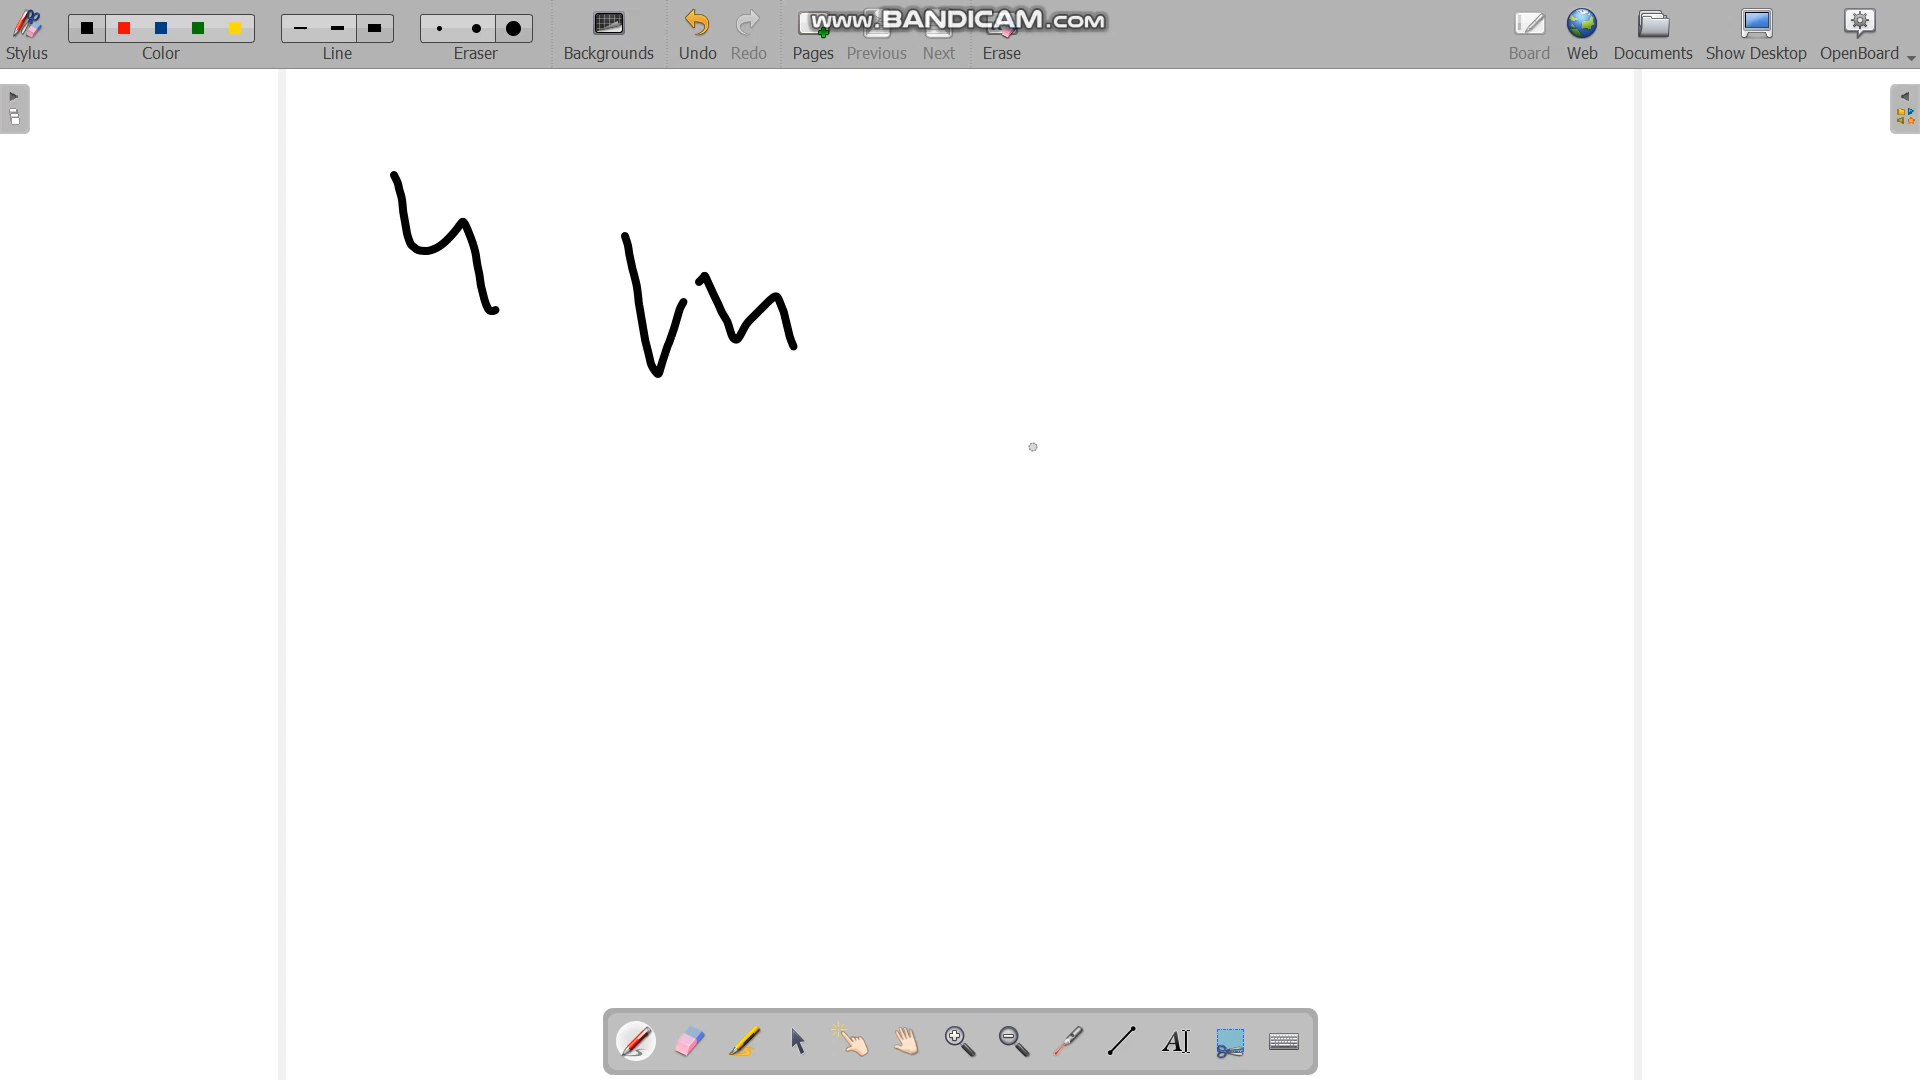 Stylus Color Line Eraser Backgrounds Undo Redo Pages Previous Next Erase Board Web Documents Show Desktop OpenBoard
www.BANDICAM.com
AI